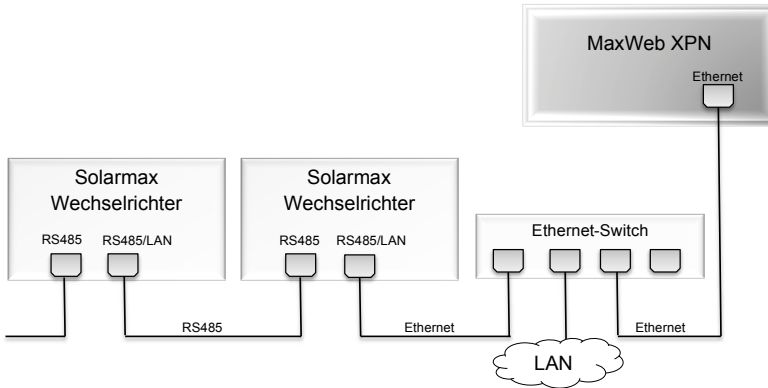 MaxWeb XPN
Ethernet
Solarmax
Wechselrichter
RS485 RS485/LAN
Solarmax
Wechselrichter
RS485 RS485/LAN
Ethernet-Switch
RS485
Ethernet
Ethernet
LAN